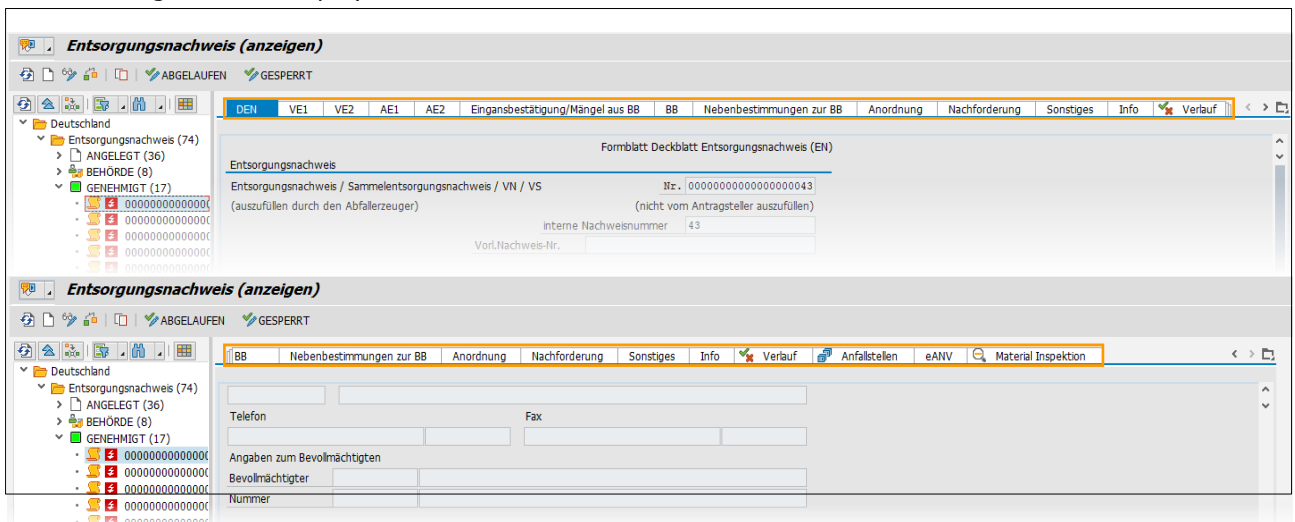 Entsorgungsnachweis (anzeigen)
ABGELAUFEN GESPERRT
DEN VE1 VE2 AE1 AE2 Eingansbestätigung/Mängel aus BB BB Nebenbestimmungen zur BB Anordnung Nachforderung Sonstiges Info Verlauf
Deutschland
Entsorgungsnachweis (74)
ANGELEGT (36)
BEHÖRDE (8)
GENEHMIGT (17)
Formblatt Deckblatt Entsorgungsnachweis (EN)
Entsorgungsnachweis
Entsorgungsnachweis / Sammelentsorgungsnachweis / VN / VS Nr. 00000000000000000043
(auszufüllen durch den Abfallerzeuger) (nicht vom Antragsteller auszufüllen)
interne Nachweisnummer 43
Vorl.Nachweis-Nr.
Entsorgungsnachweis (anzeigen)
ABGELAUFEN GESPERRT
BB Nebenbestimmungen zur BB Anordnung Nachforderung Sonstiges Info Verlauf Anfallstellen eANV Material Inspektion
Deutschland
Entsorgungsnachweis (74)
ANGELEGT (36)
BEHÖRDE (8)
GENEHMIGT (17)
Telefon Fax
Angaben zum Bevollmächtigten
Bevollmächtigter
Nummer